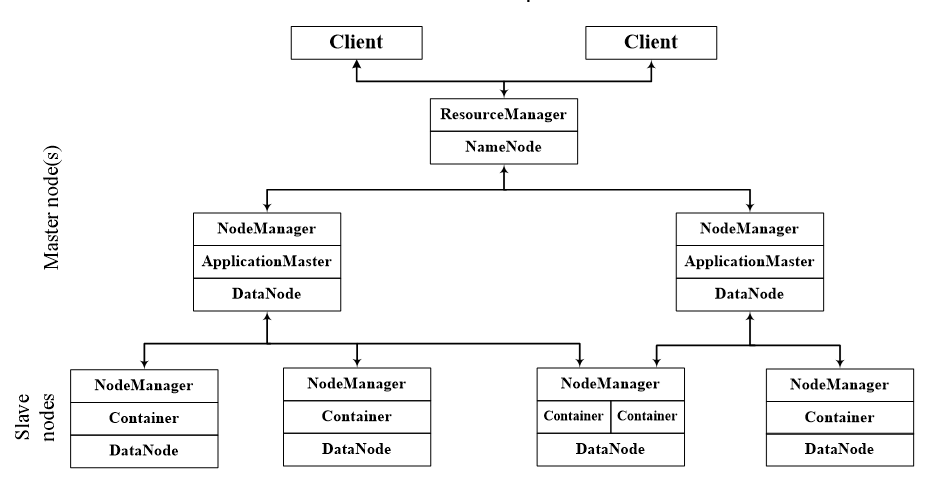 Client
Client
ResourceManager
NameNode
Master node(s)
NodeManager
ApplicationMaster
DataNode
NodeManager
ApplicationMaster
DataNode
Slave
nodes
NodeManager
Container
DataNode
NodeManager
Container
DataNode
NodeManager
Container Container
DataNode
NodeManager
Container
DataNode